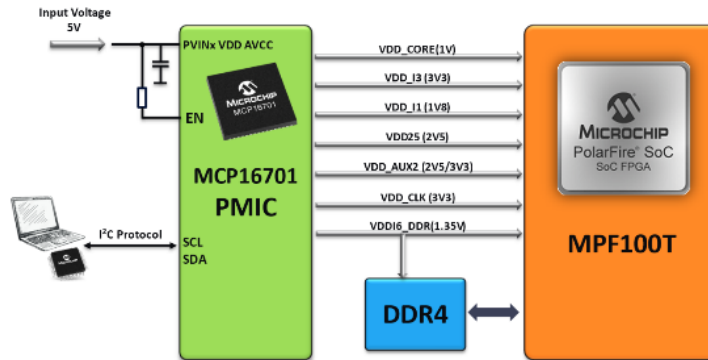 Input Voltage
5V
PVINx VDD AVCC
MICROCHIP
MCP16701
EN
MCP16701
PMIC
I²C Protocol
SCL
SDA
VDD_CORE(1V)
VDD_I3 (3V3)
VDD_I1 (1V8)
VDD25 (2V5)
VDD_AUX2 (2V5/3V3)
VDD_CLK (3V3)
VDDI6_DDR(1.35V)
DDR4
MICROCHIP
PolarFire® SoC
SoC FPGA
MPF100T